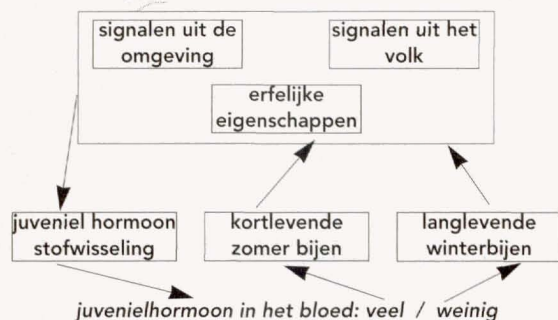 signalen uit de
omgeving
signalen uit het
volk
erfelijke
eigenschappen
juveniel hormoon
stofwisseling
kortlevende
zomer bijen
langlevende
winterbijen
juvenielhormoon in het bloed: veel / weinig